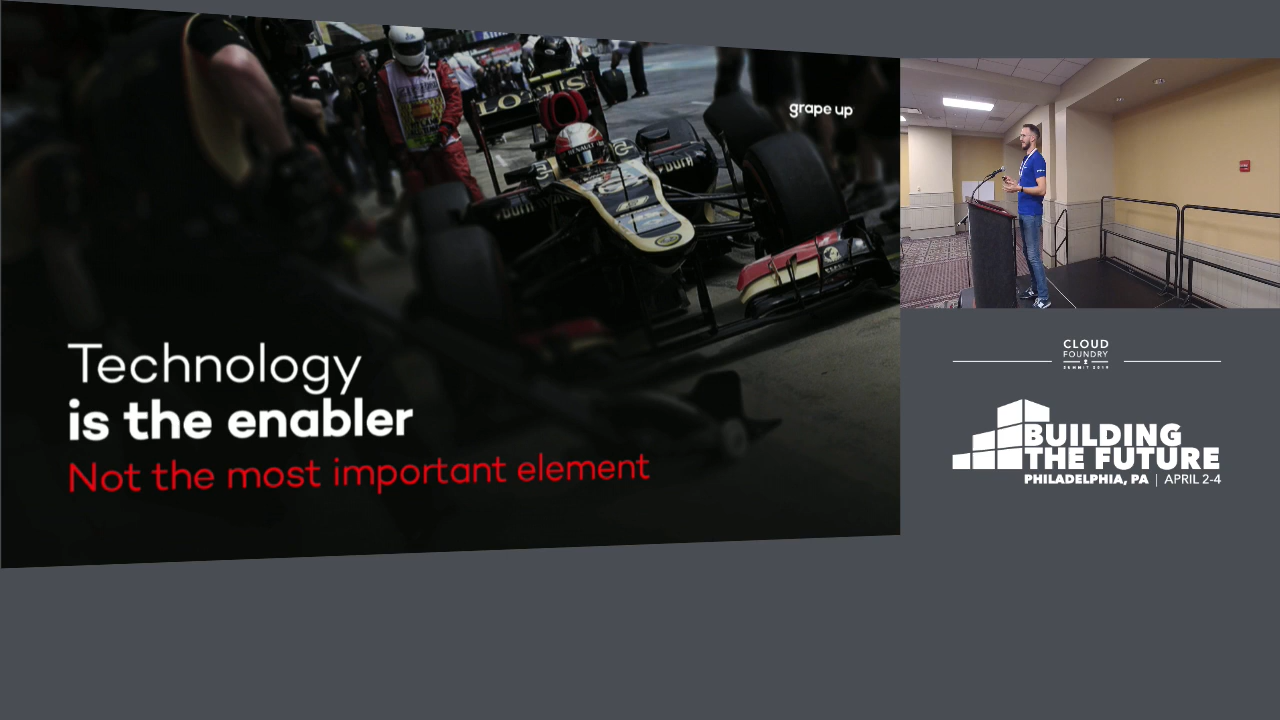 LOTUS
grape up
Technology
is the enabler
Not the most important element
CLOUD
FOUNDRY
SUMMIT 2019
BUILDING
THE FUTURE
PHILADELPHIA, PA | APRIL 2-4